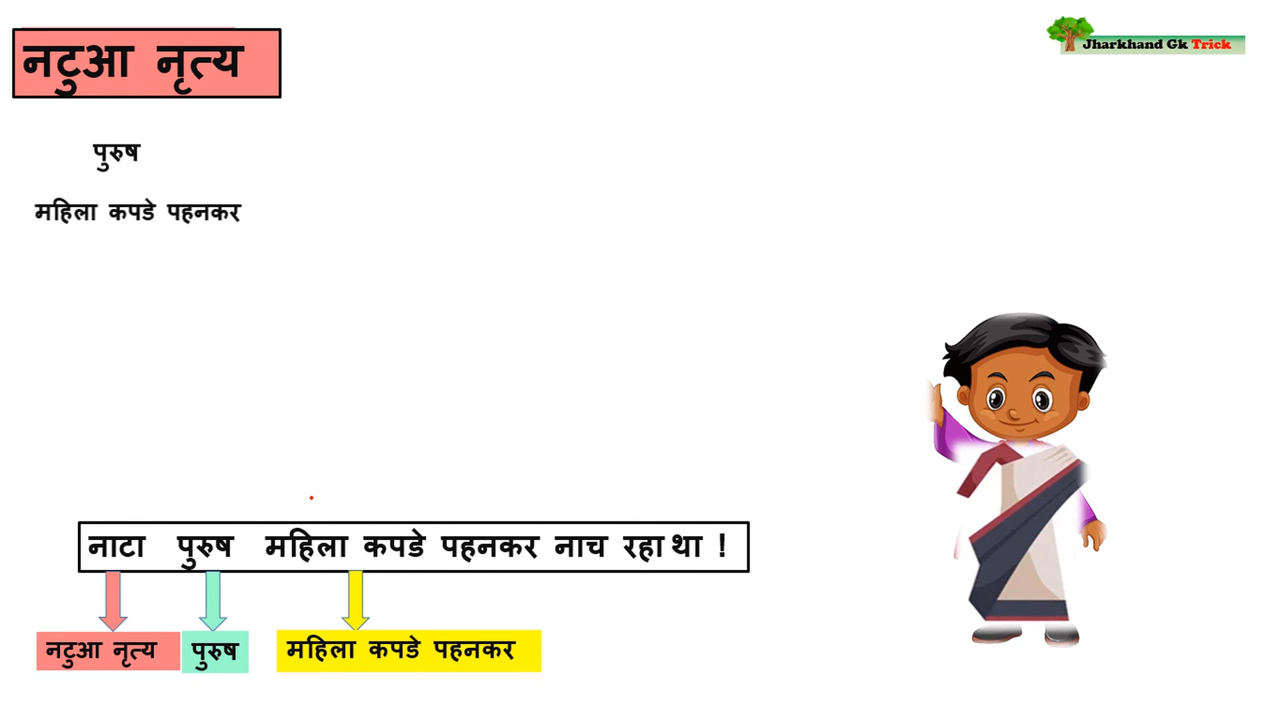 नटुआ नृत्य
Jharkhand Gk Trick
पुरुष
महिला कपडे पहनकर
नाटा पुरुष महिला कपडे पहनकर नाच रहा था !
नटुआ नृत्य पुरुष महिला कपडे पहनकर